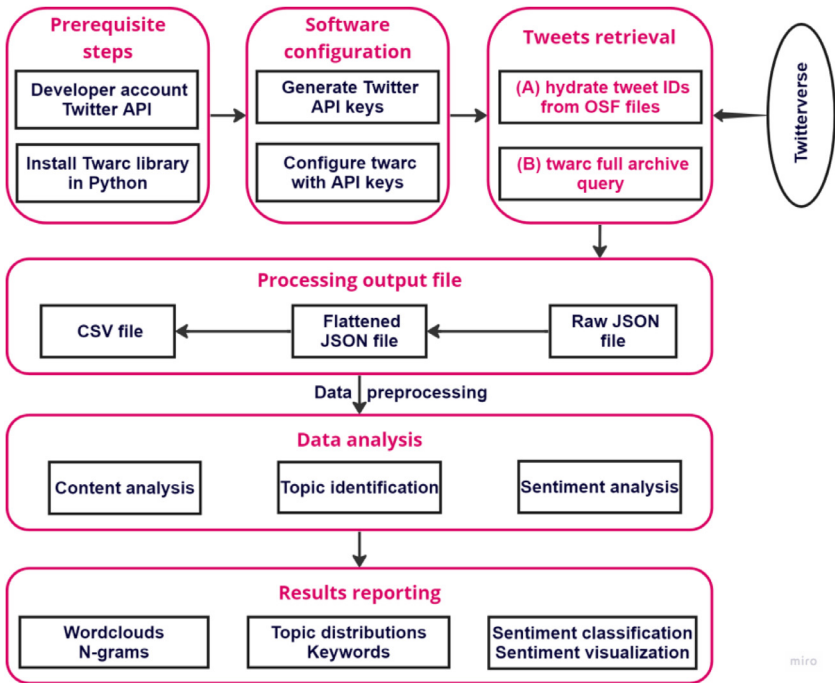 Prerequisite
steps
Developer account
Twitter API
Install Twarc library
in Python
Software
configuration
Generate Twitter
API keys
Configure twarc
with API keys
Tweets retrieval
(A) hydrate tweet IDs
from OSF files
(B) twarc full archive
query
Twitterverse
Processing output file
CSV file
Flattened
JSON file
Raw JSON
file
Data preprocessing
Data analysis
Content analysis
Topic identification
Sentiment analysis
Results reporting
Wordclouds
N-grams
Topic distributions
Keywords
Sentiment classification
Sentiment visualization
miro